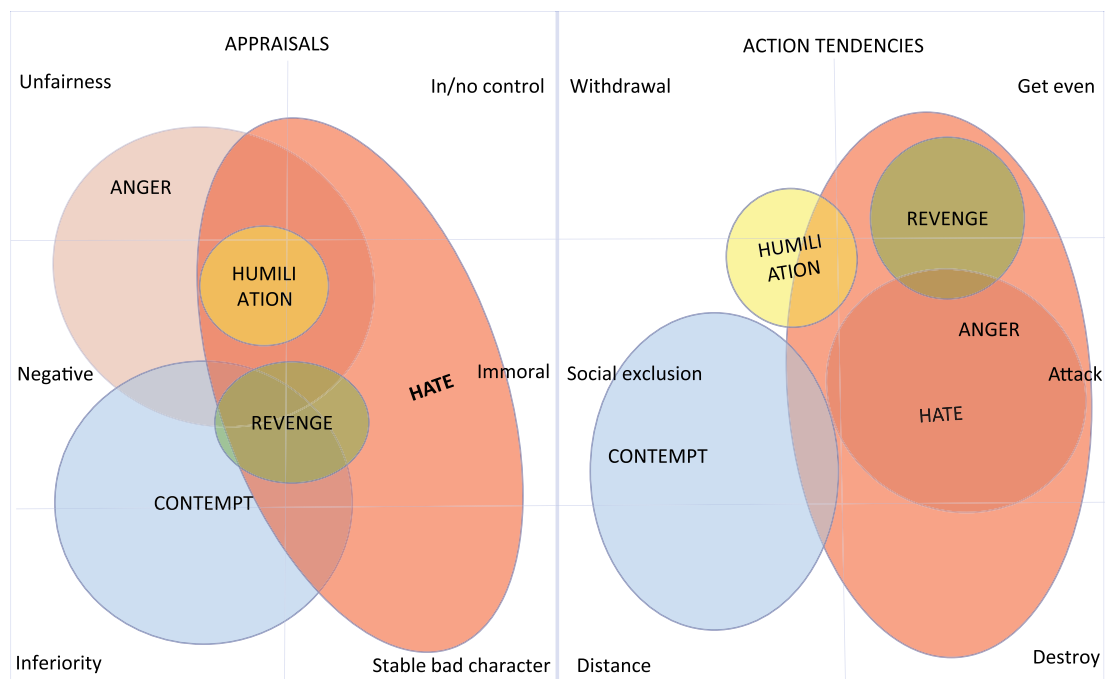 APPRAISALS
Unfairness
In/no control
ANGER
HUMILI
ATION
Negative
Immoral
HATE
REVENGE
CONTEMPT
Inferiority
Stable bad character
ACTION TENDENCIES
Withdrawal
Get even
REVENGE
HUMILI
ATION
ANGER
Social exclusion
Attack
HATE
CONTEMPT
Distance
Destroy